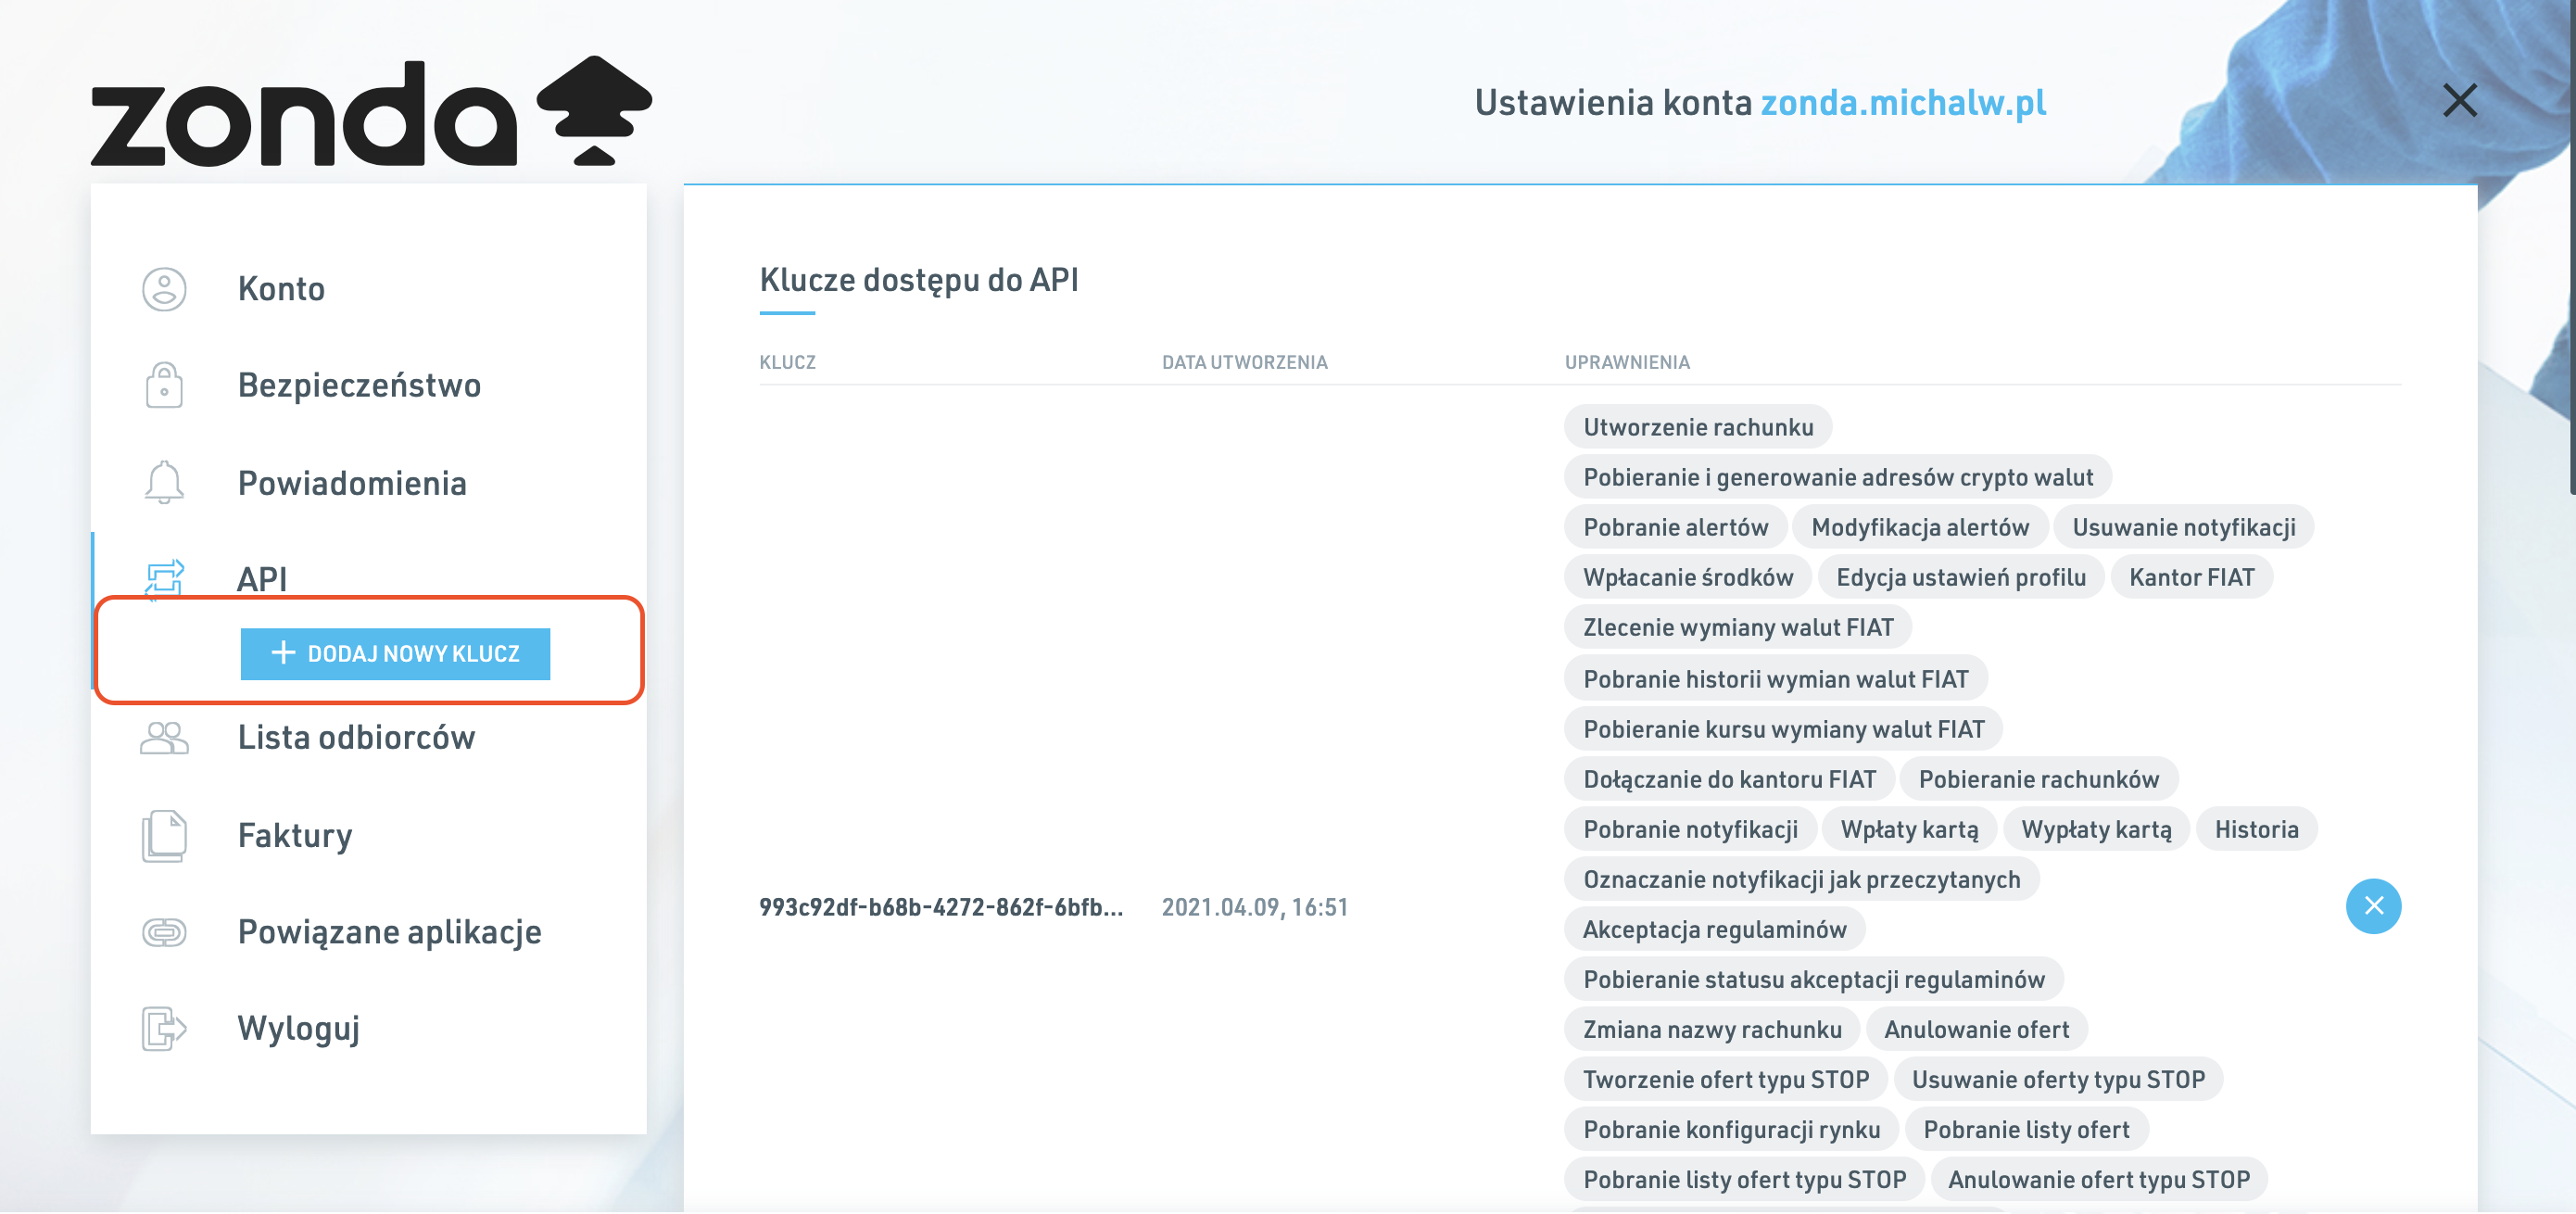 zonda
Ustawienia konta zonda.michalw.pl
Konto
Bezpieczeństwo
Powiadomienia
API
DODAJ NOWY KLUCZ
Lista odbiorców
Faktury
Powiązane aplikacje
Wyloguj
Klucze dostępu do API
KLUCZ DATA UTWORZENIA UPRAWNIENIA
Utworzenie rachunku
Pobieranie i generowanie adresów crypto walut
Pobranie alertów Modyfikacja alertów Usuwanie notyfikacji
Wpłacanie środków Edycja ustawień profilu Kantor FIAT
Zlecenie wymiany walut FIAT
Pobranie historii wymian walut FIAT
Pobieranie kursu wymiany walut FIAT
Dołączanie do kantoru FIAT Pobieranie rachunków
Pobranie notyfikacji Wpłaty kartą Wypłaty kartą Historia
Oznaczanie notyfikacji jak przeczytanych
993c92df-b68b-4272-862f-6bfb... 2021.04.09, 16:51
Akceptacja regulaminów
Pobieranie statusu akceptacji regulaminów
Zmiana nazwy rachunku Anulowanie ofert
Tworzenie ofert typu STOP Usuwanie oferty typu STOP
Pobranie konfiguracji rynku Pobranie listy ofert
Pobranie listy ofert typu STOP Anulowanie ofert typu STOP